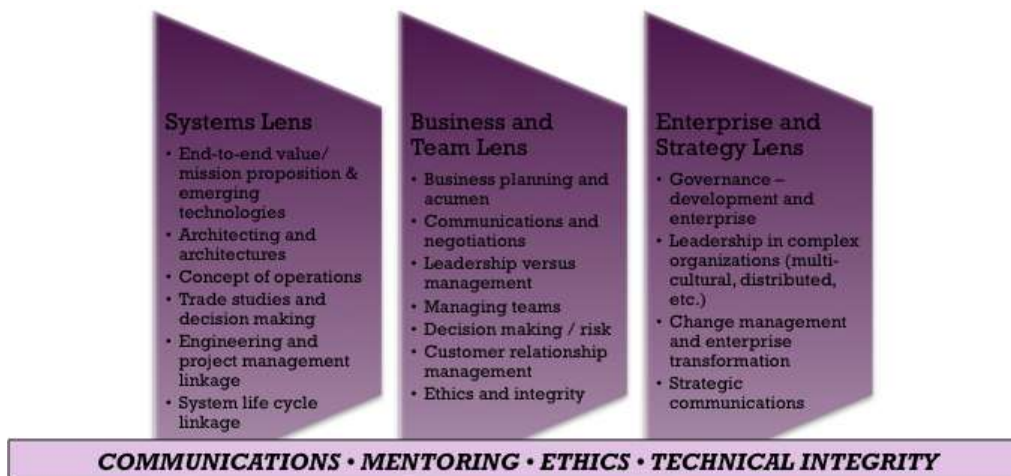 Systems Lens
• End-to-end value/
mission proposition &
emerging
technologies
• Architecting and
architectures
• Concept of operations
• Trade studies and
decision making
• Engineering and
project management
linkage
• System life cycle
linkage
Business and
Team Lens
• Business planning and
acumen
• Communications and
negotiations
• Leadership versus
management
• Managing teams
• Decision making / risk
• Customer relationship
management
• Ethics and integrity
Enterprise and
Strategy Lens
• Governance –
development and
enterprise
• Leadership in complex
organizations (multi-
cultural, distributed,
etc.)
• Change management
and enterprise
transformation
• Strategic
communications
COMMUNICATIONS • MENTORING • ETHICS • TECHNICAL INTEGRITY